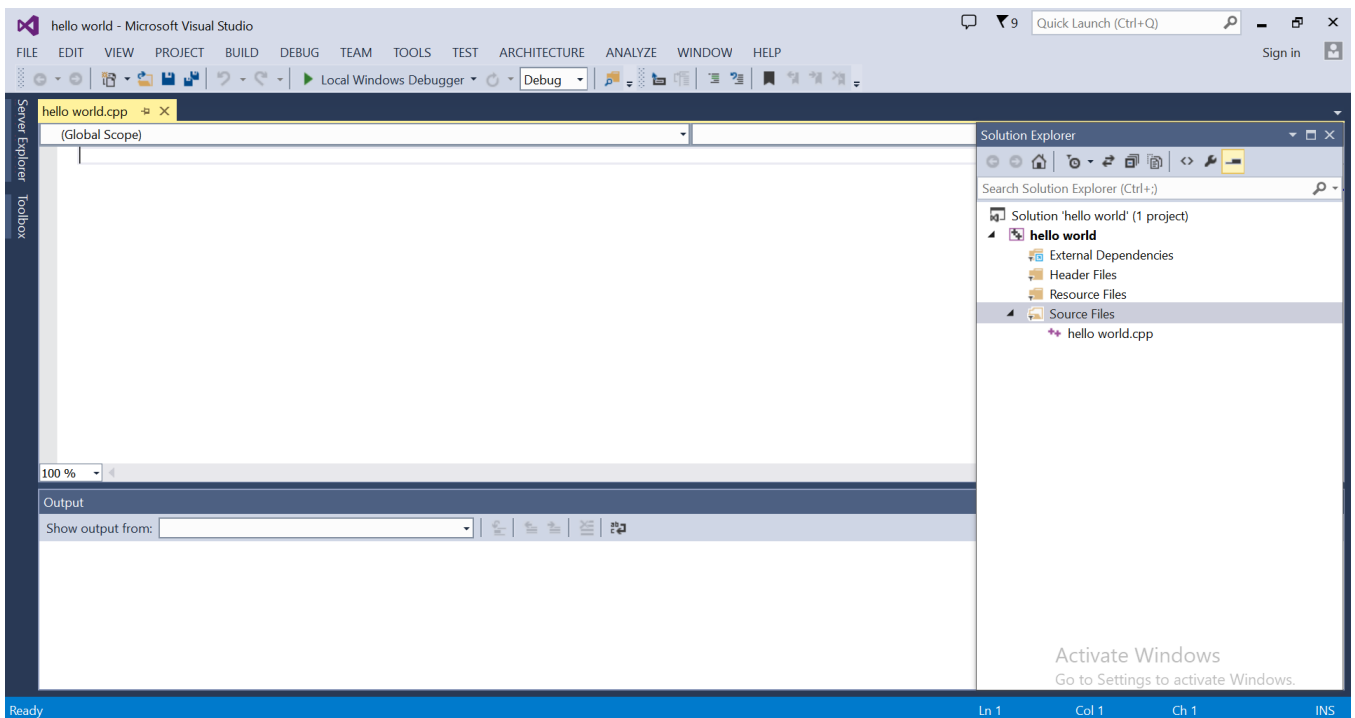 hello world - Microsoft Visual Studio
9
Quick Launch (Ctrl+Q)
FILE EDIT VIEW PROJECT BUILD DEBUG TEAM TOOLS TEST ARCHITECTURE ANALYZE WINDOW HELP
Sign in
Local Windows Debugger
Debug
Server Explorer
Toolbox
hello world.cpp
(Global Scope)
100 %
Output
Show output from:
Solution Explorer
Search Solution Explorer (Ctrl+;)
Solution 'hello world' (1 project)
hello world
External Dependencies
Header Files
Resource Files
Source Files
hello world.cpp
Activate Windows
Go to Settings to activate Windows.
Ready
Ln 1 Col 1 Ch 1 INS